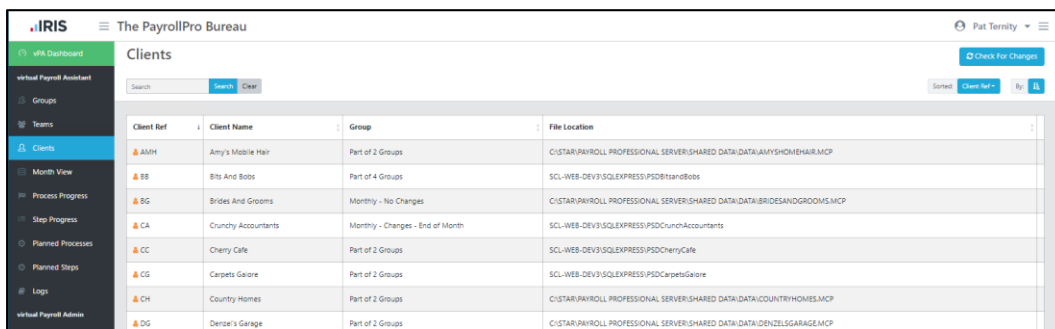 IRIS The PayrollPro Bureau Pat Ternity
vPA Dashboard
virtual Payroll Assistant
Groups
Teams
Clients
Month View
Process Progress
Step Progress
Planned Processes
Planned Steps
Logs
virtual Payroll Admin
Clients Check For Changes
Search Search Clear Sorted: Client Ref By:
Client Ref Client Name Group File Location
AMH Amy's Mobile Hair Part of 2 Groups C:\STAR\PAYROLL PROFESSIONAL SERVER\SHARED DATA\DATA\AMYSHOMEHAIR.MCP
BB Bits And Bobs Part of 4 Groups SCL-WEB-DEV3\SQLEXPRESS\PSDBitsandBobs
BG Brides And Grooms Monthly - No Changes C:\STAR\PAYROLL PROFESSIONAL SERVER\SHARED DATA\DATA\BRIDESANDGROOMS.MCP
CA Crunchy Accountants Monthly - Changes - End of Month SCL-WEB-DEV3\SQLEXPRESS\PSDCrunchAccountants
CC Cherry Cafe Part of 2 Groups SCL-WEB-DEV3\SQLEXPRESS\PSDCherryCafe
CG Carpets Galore Part of 2 Groups SCL-WEB-DEV3\SQLEXPRESS\PSDCarpetsGalore
CH Country Homes Part of 2 Groups C:\STAR\PAYROLL PROFESSIONAL SERVER\SHARED DATA\DATA\COUNTRYHOMES.MCP
DG Denzel's Garage Part of 2 Groups C:\STAR\PAYROLL PROFESSIONAL SERVER\SHARED DATA\DATA\DENZELSGARAGE.MCP